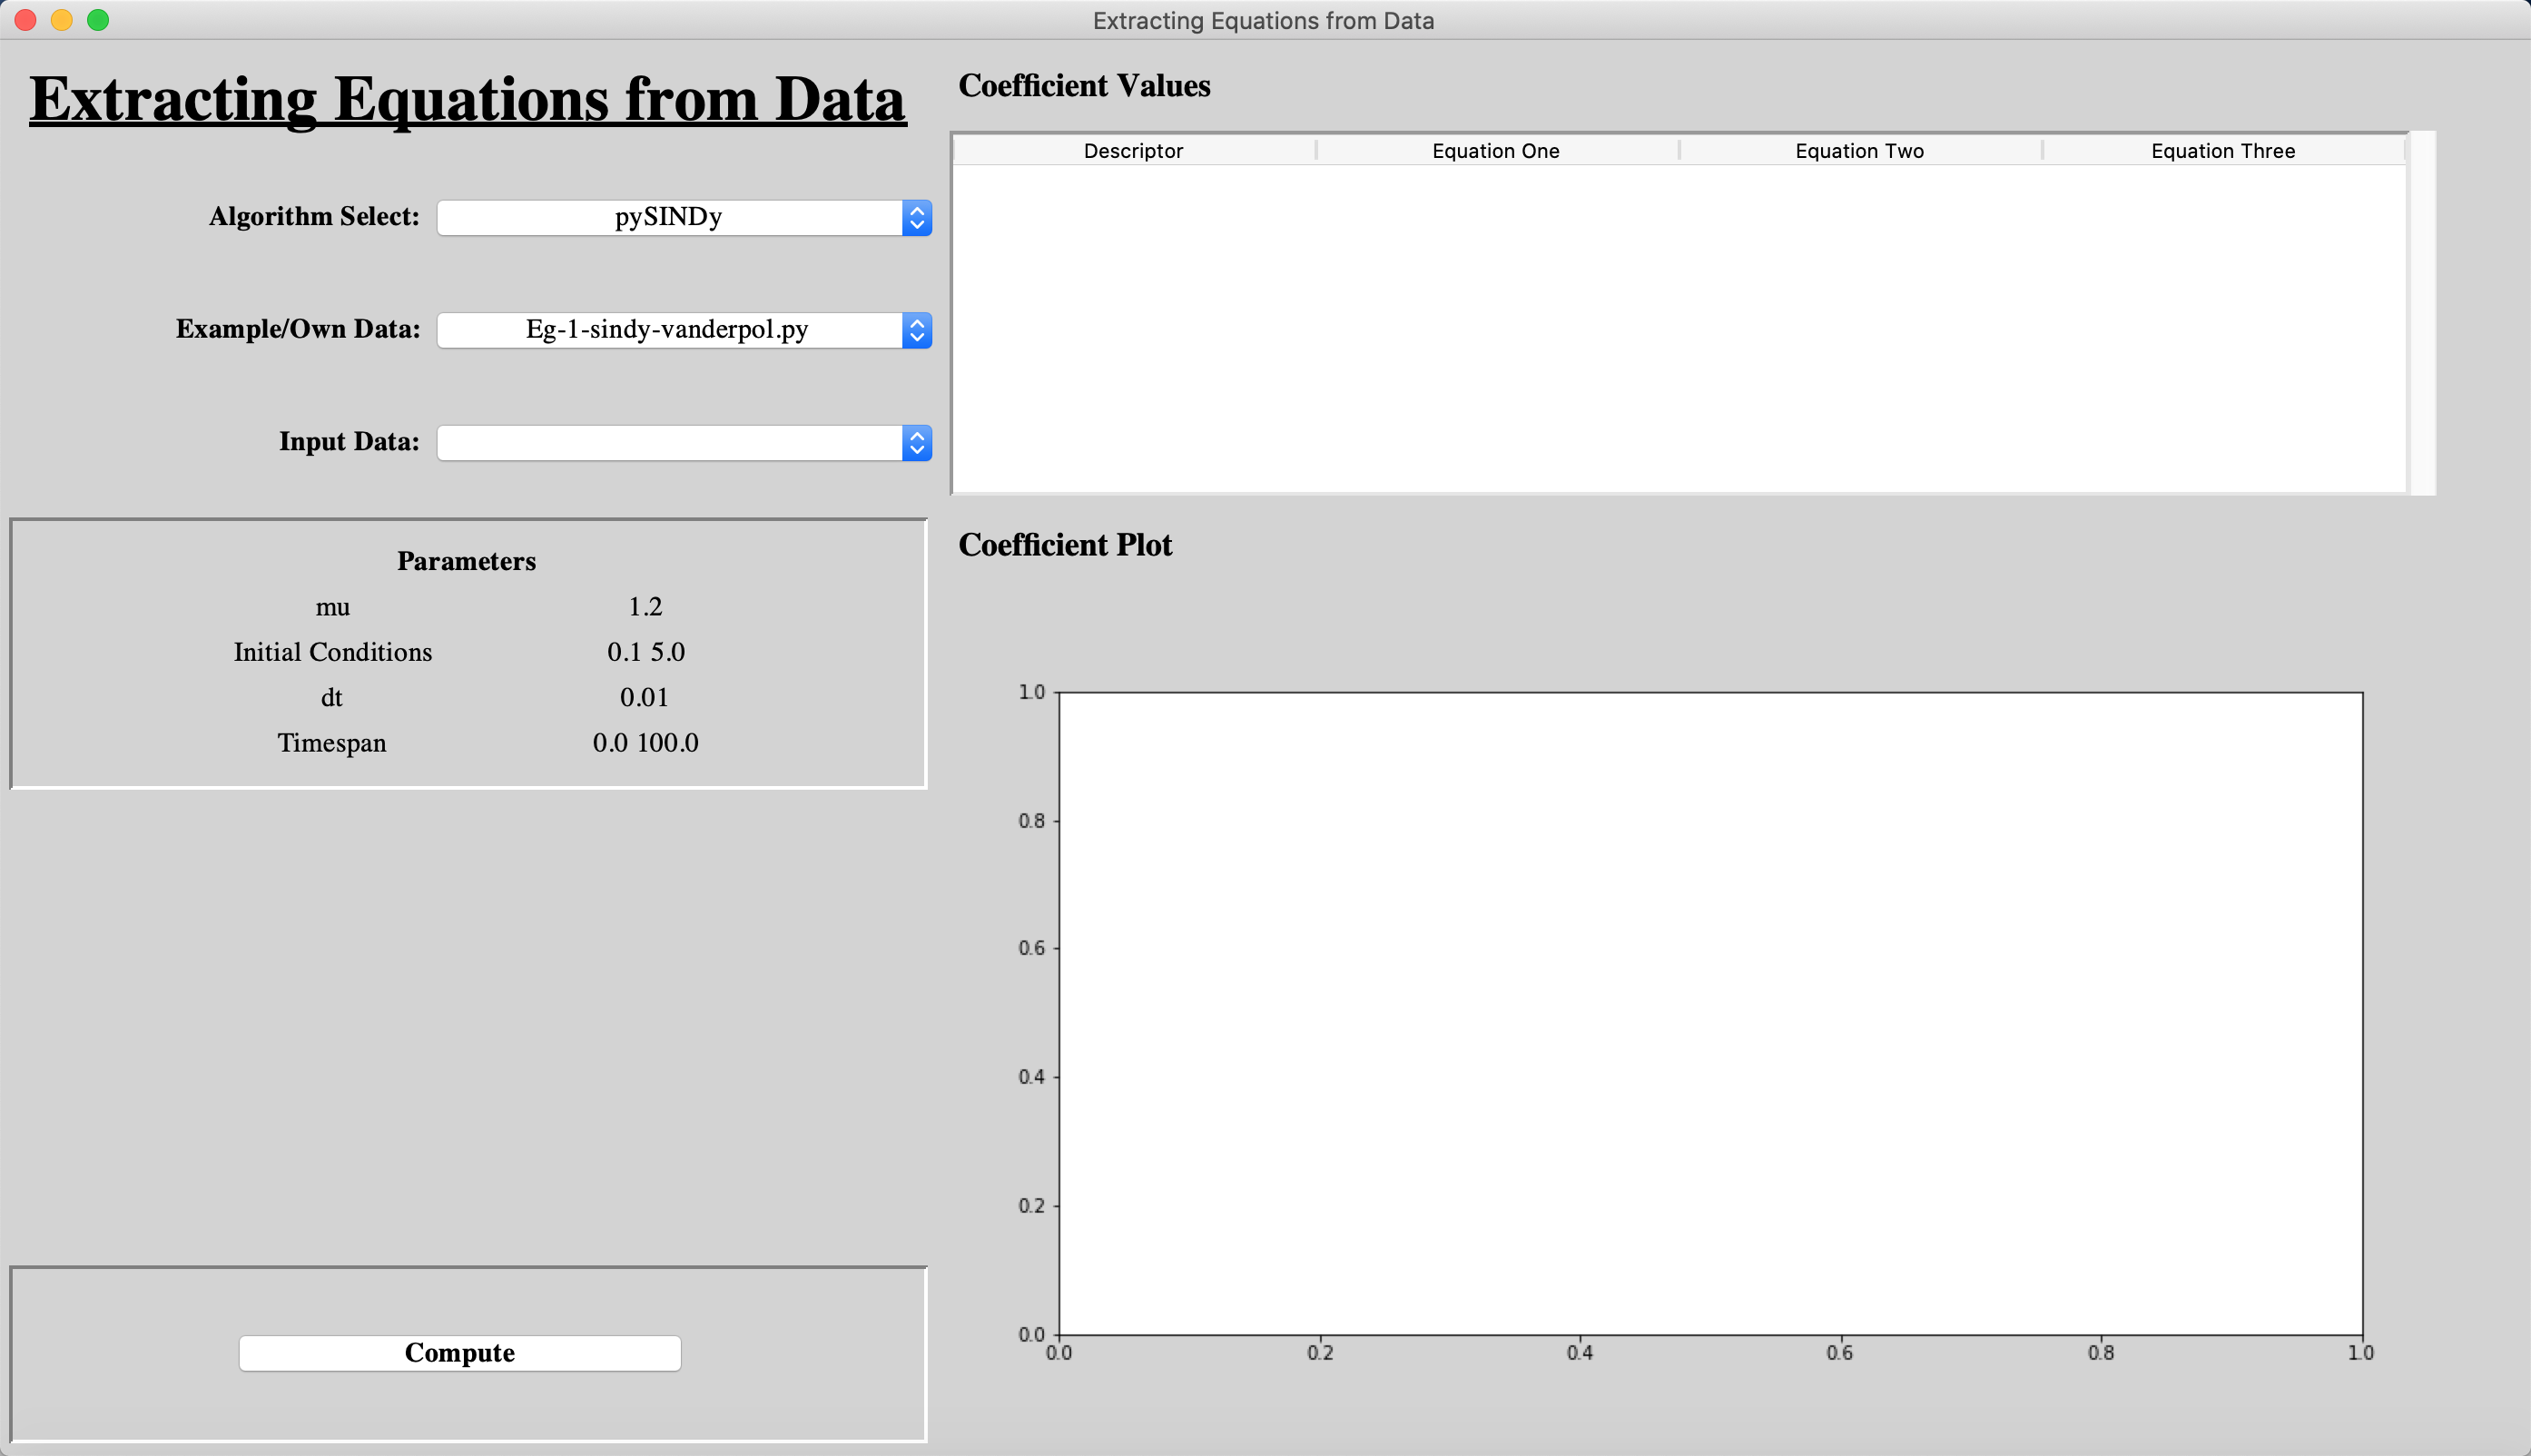 Extracting Equations from Data
Extracting Equations from Data
Algorithm Select: pySINDy
Example/Own Data: Eg-1-sindy-vanderpol.py
Input Data:
Parameters
mu 1.2
Initial Conditions 0.1 5.0
dt 0.01
Timespan 0.0 100.0
Compute
Coefficient Values
Descriptor Equation One Equation Two Equation Three
Coefficient Plot
1.0
0.8
0.6
0.4
0.2
0.0
0.0 0.2 0.4 0.6 0.8 1.0